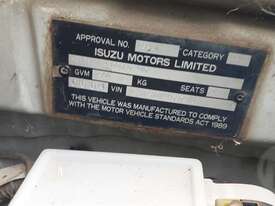 APPROVAL NO. CATEGORY
ISUZU MOTORS LIMITED
GVM KG SEATS
VIN
THIS VEHICLE WAS MANUFACTURED TO COMPLY
WITH THE MOTOR VEHICLE STANDARDS ACT 1989